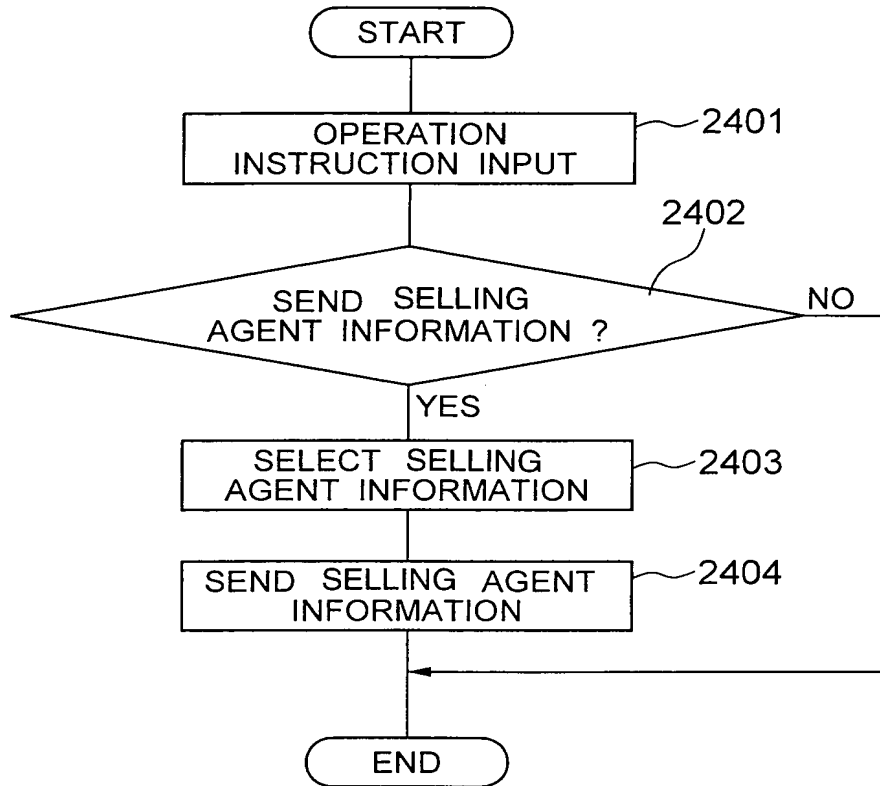 START
OPERATION
INSTRUCTION INPUT
2401
2402
SEND SELLING
AGENT INFORMATION ?
NO
YES
SELECT SELLING
AGENT INFORMATION
2403
SEND SELLING AGENT
INFORMATION
2404
END